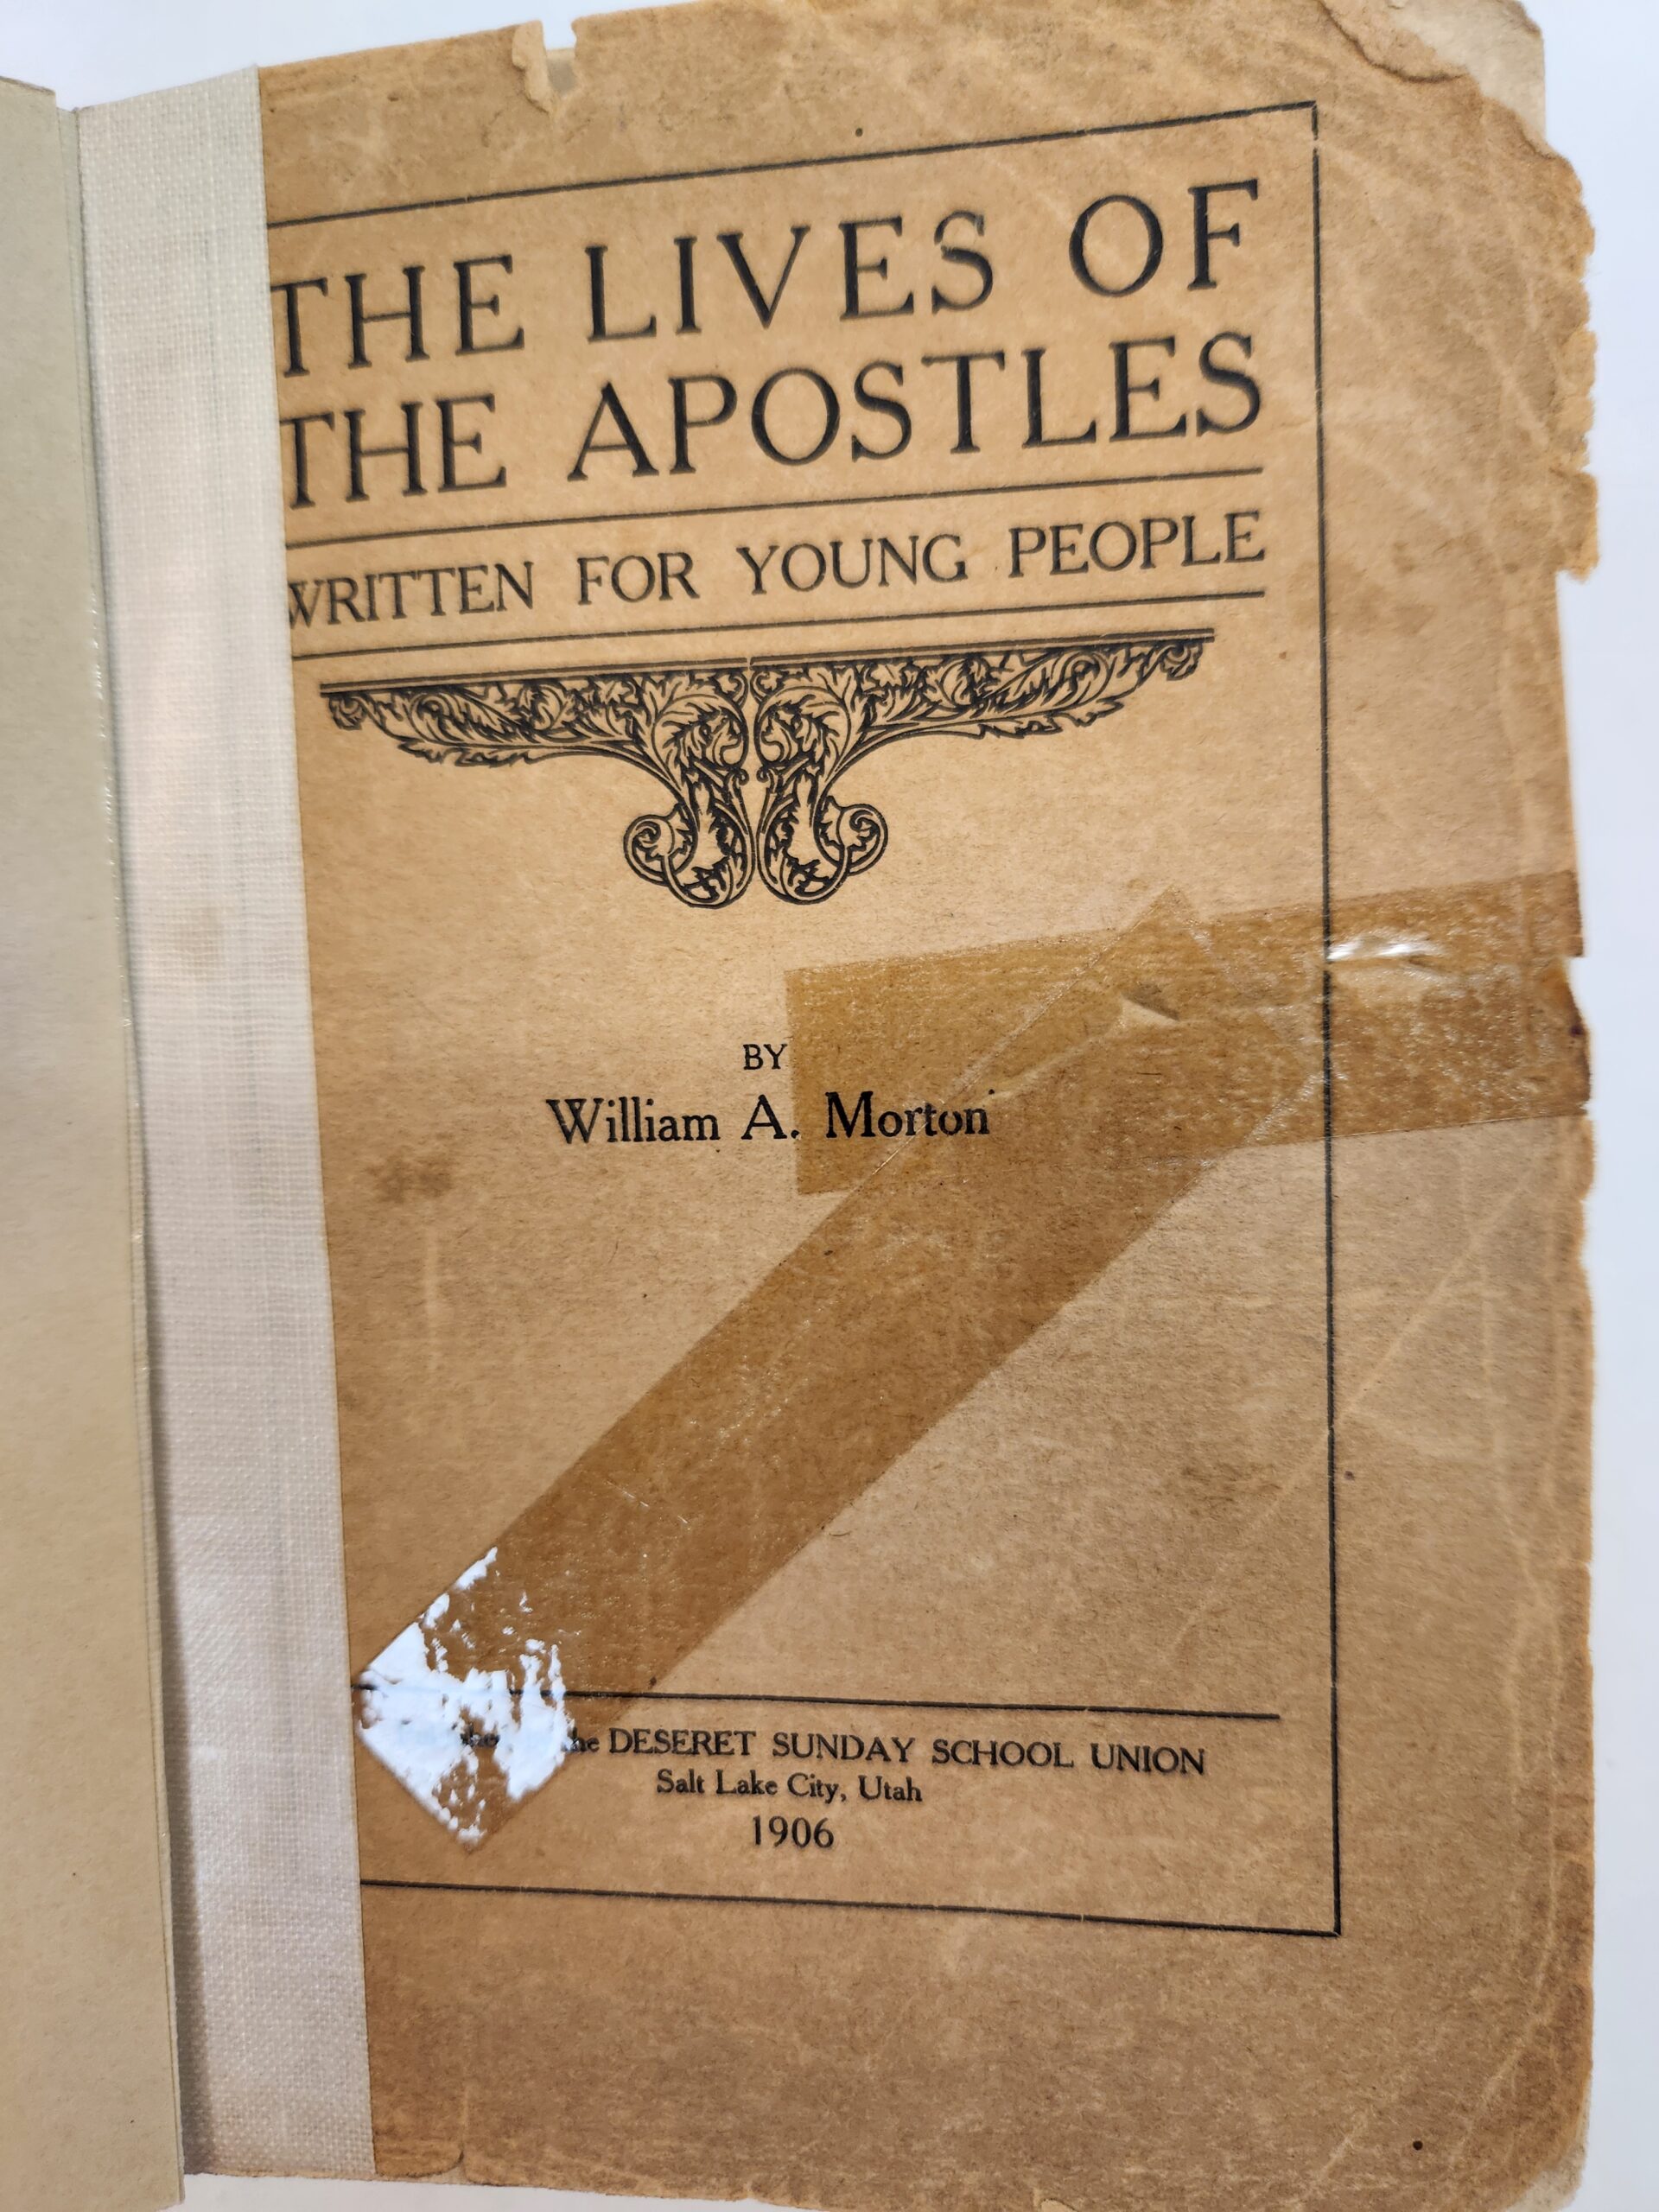 THE LIVES OF
THE APOSTLES
WRITTEN FOR YOUNG PEOPLE
BY
William A. Morton
the DESERET SUNDAY SCHOOL UNION
Salt Lake City, Utah
1906